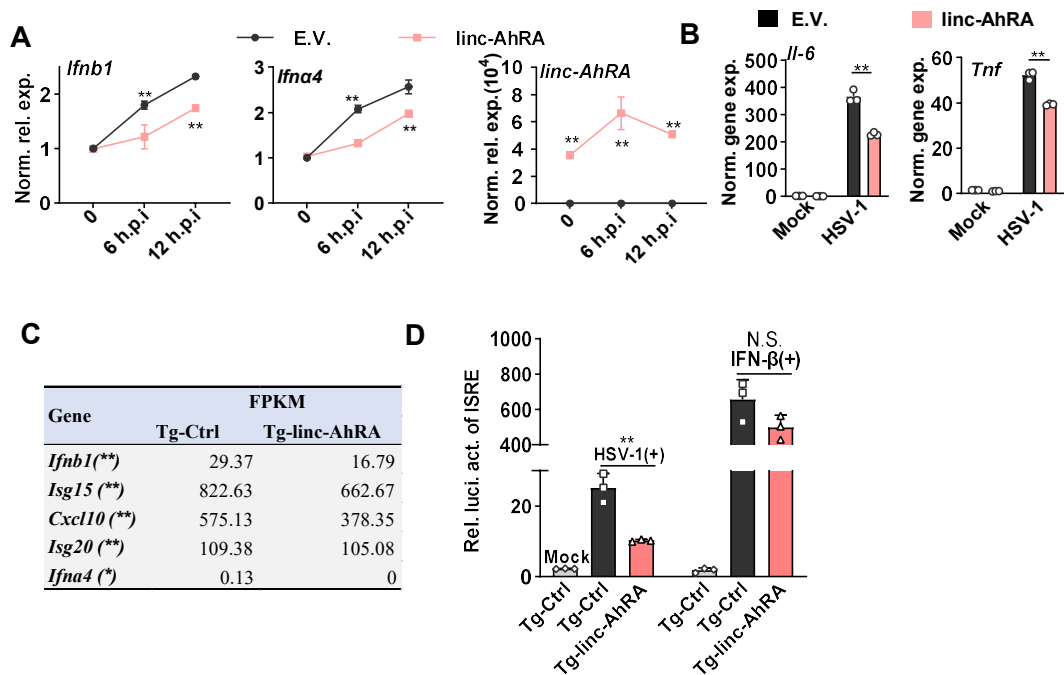 A
E.V.
linc-AhRA
Ifnb1
Norm. rel. exp.
2
1
0
6 h.p.i
12 h.p.i
**
**
Ifnα4
4
3
2
1
0
0
6 h.p.i
12 h.p.i
**
**
linc-AhRA
Norm. rel. exp.(10⁴)
10
8
6
4
2
0
0
6 h.p.i
12 h.p.i
**
**
**
B
E.V.
linc-AhRA
Il-6
Norm. gene exp.
500
400
300
200
100
0
**
Mock
HSV-1
Tnf
Norm. gene exp.
60
40
20
0
**
Mock
HSV-1
C
Gene
FPKM
Tg-Ctrl Tg-linc-AhRA
Ifnb1(**) 29.37 16.79
Isg15 (**) 822.63 662.67
Cxcl10 (**) 575.13 378.35
Isg20 (**) 109.38 105.08
Ifna4 (*) 0.13 0
D
Rel. luci. act. of ISRE
1000
800
600
400
20
0
Mock
**
HSV-1(+)
N.S.
IFN-β(+)
Tg-Ctrl
Tg-Ctrl
Tg-linc-AhRA
Tg-Ctrl
Tg-Ctrl
Tg-linc-AhRA